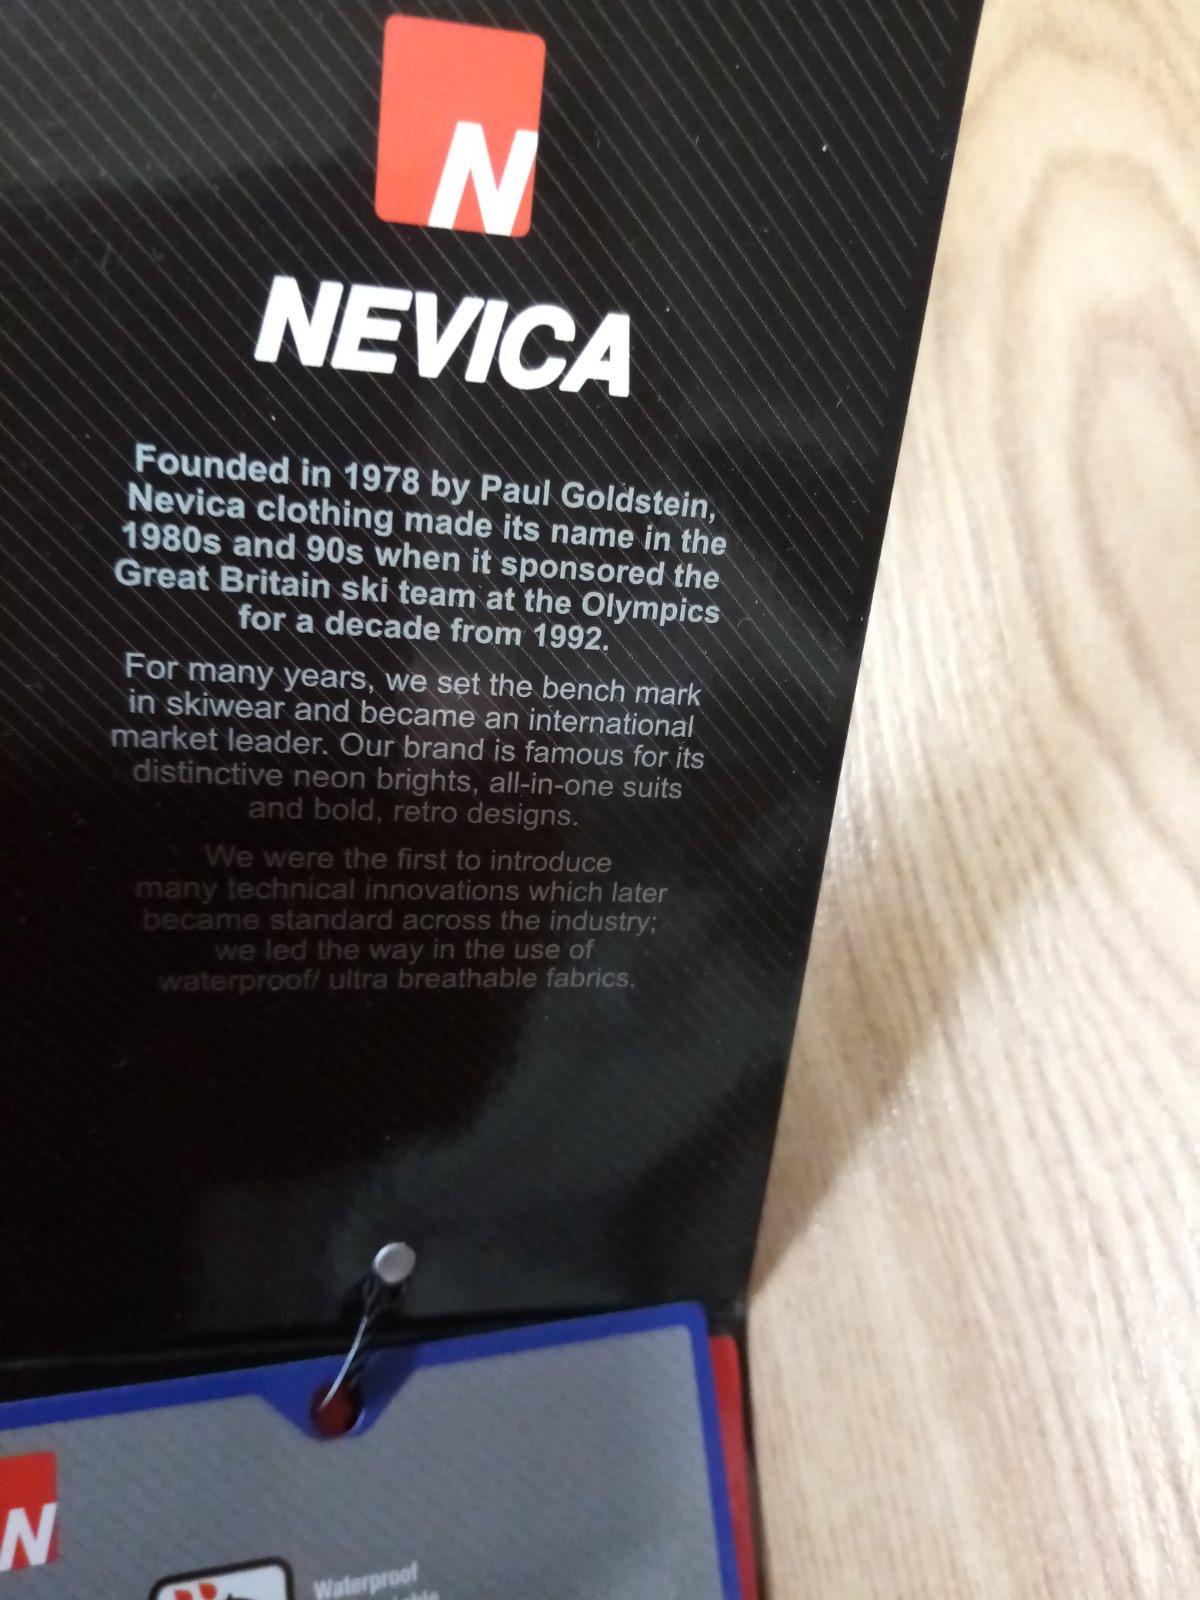 N
NEVICA
Founded in 1978 by Paul Goldstein,
Nevica clothing made its name in the
1980s and 90s when it sponsored the
Great Britain ski team at the Olympics
for a decade from 1992.
For many years, we set the bench mark
in skiwear and became an international
market leader. Our brand is famous for its
distinctive neon brights, all-in-one suits
and bold, retro designs.
We were the first to introduce
many technical innovations which later
became standard across the industry;
we led the way in the use of
waterproof/ ultra breathable fabrics.
N
Waterproof